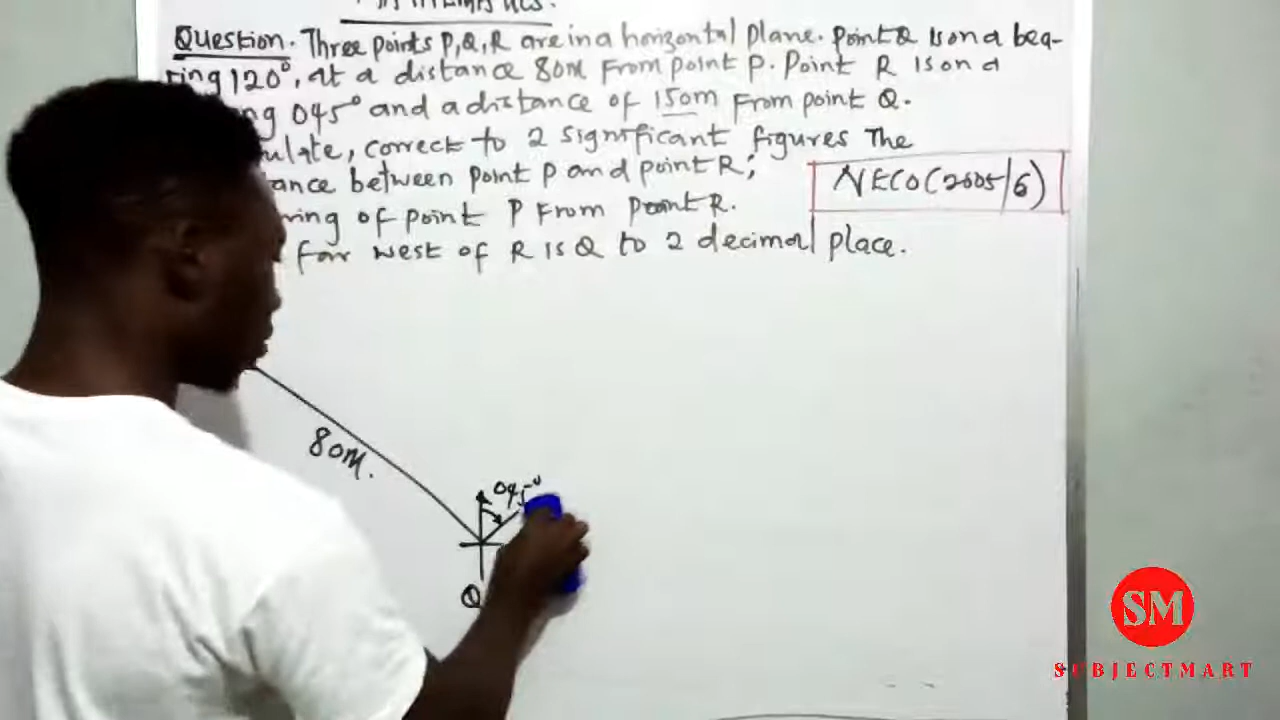 Question. Three points P, Q, R are in a horizontal plane. Point Q is on a bea-
ring 120°, at a distance 80m from point P. Point R is on a
045° and a distance of 150m from point Q.
correct to 2 significant figures the
between point P and point R;
of point P from point R.
far west of R is Q to 2 decimal place.
NECO (2005/6)
80m.
045°
Q
SM
SUBJECTMART